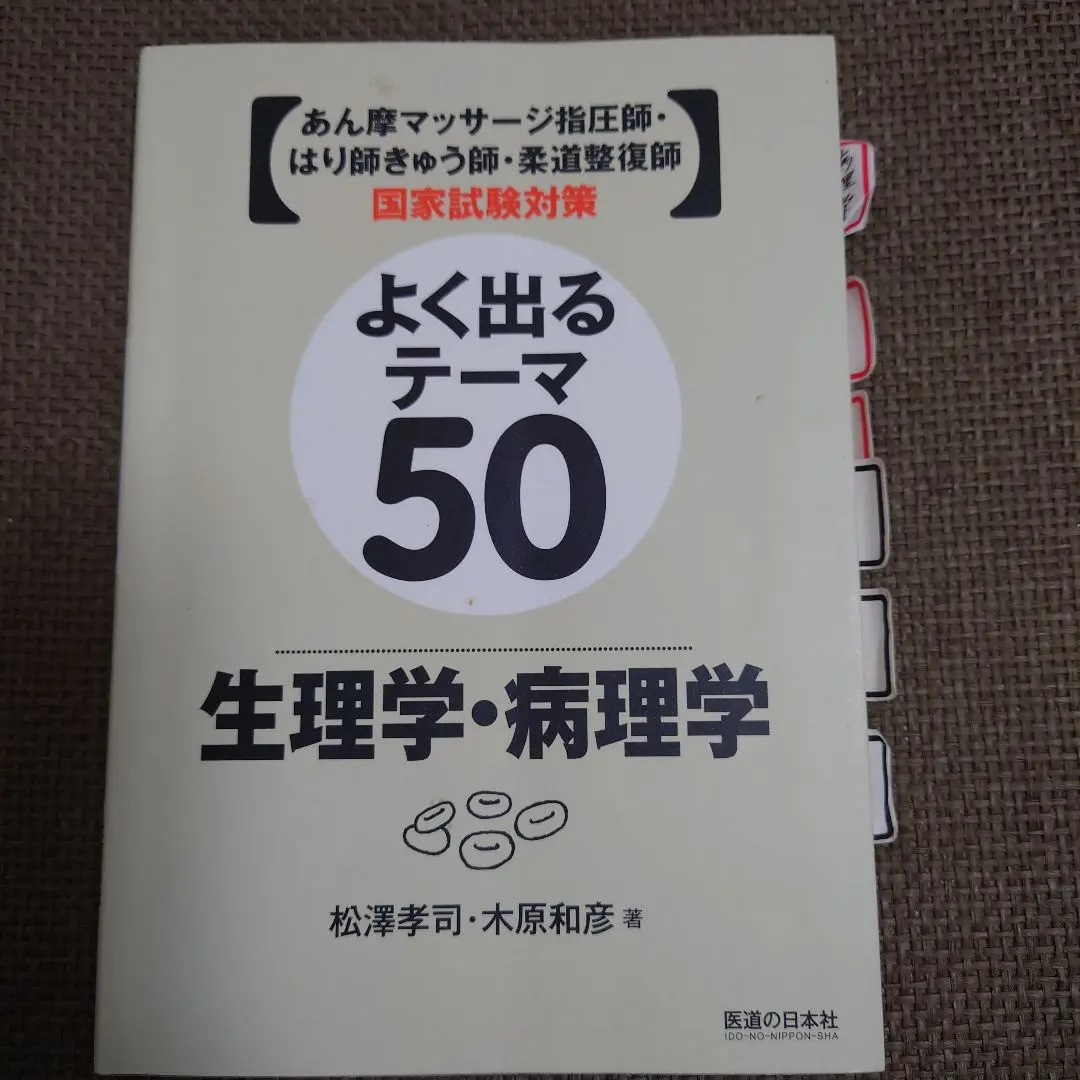 【あん摩マッサージ指圧師・
はり師きゅう師・柔道整復師】
国家試験対策
よく出る
テーマ
50
生理学・病理学
松澤孝司・木原和彦 著
医道の日本社
IDO-NO-NIPPON-SHA
病理学